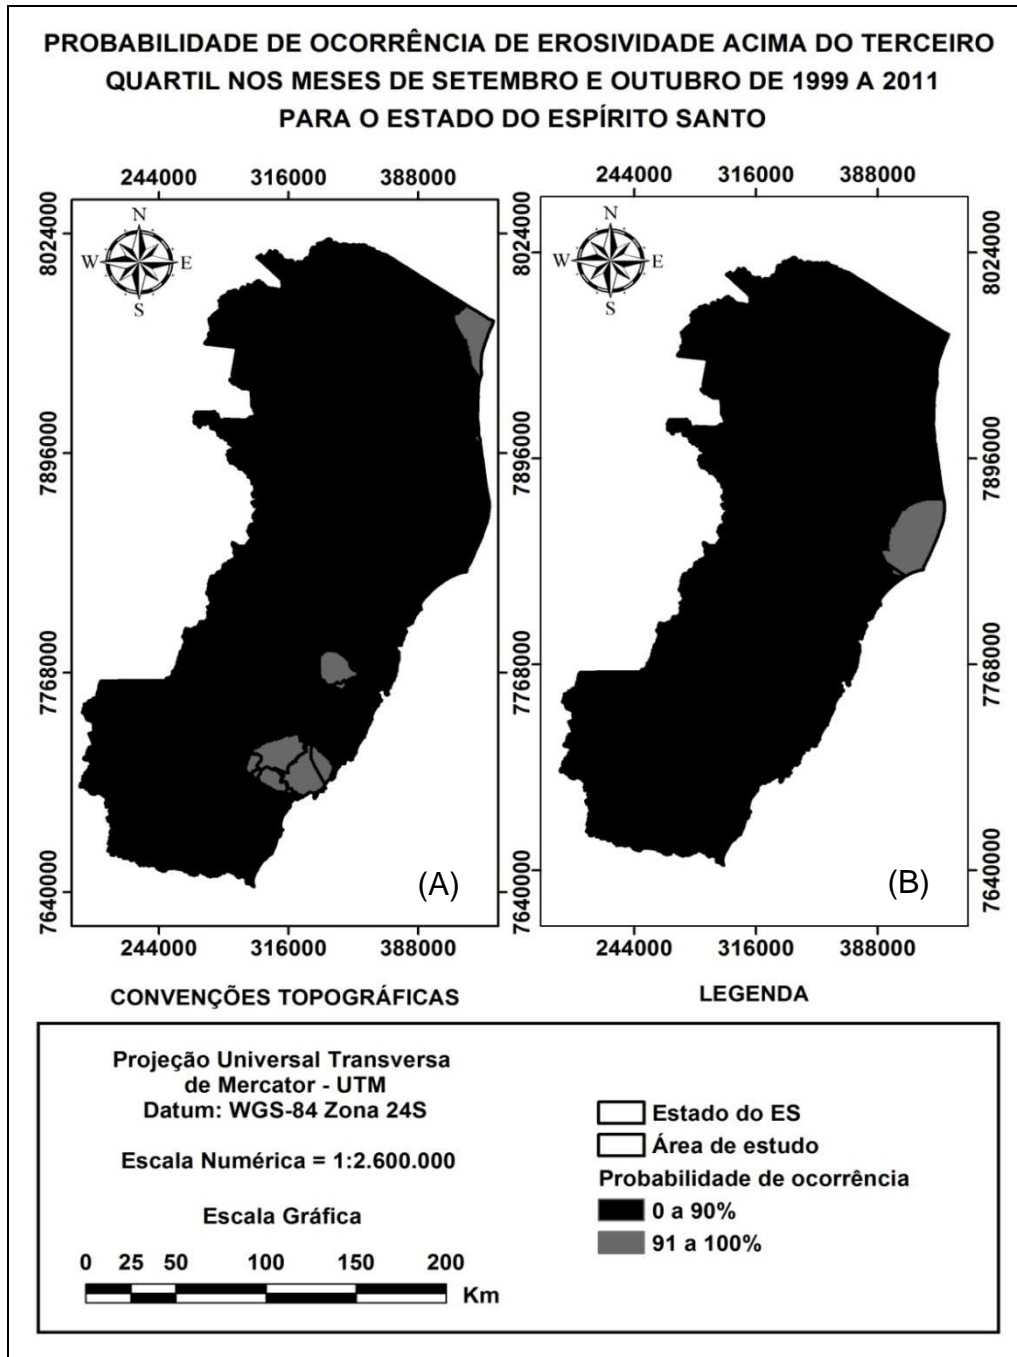 PROBABILIDADE DE OCORRÊNCIA DE EROSIVIDADE ACIMA DO TERCEIRO
QUARTIL NOS MESES DE SETEMBRO E OUTUBRO DE 1999 A 2011
PARA O ESTADO DO ESPÍRITO SANTO
244000 316000 388000
244000 316000 388000
8024000
7896000
7768000
7640000
N
W E
S
(A)
8024000
7896000
7768000
7640000
N
W E
S
(B)
8024000
7896000
7768000
7640000
244000 316000 388000
244000 316000 388000
CONVENÇÕES TOPOGRÁFICAS
LEGENDA
Projeção Universal Transversa
de Mercator - UTM
Datum: WGS-84 Zona 24S
Escala Numérica = 1:2.600.000
Escala Gráfica
0 25 50 100 150 200
Km
Estado do ES
Área de estudo
Probabilidade de ocorrência
0 a 90%
91 a 100%